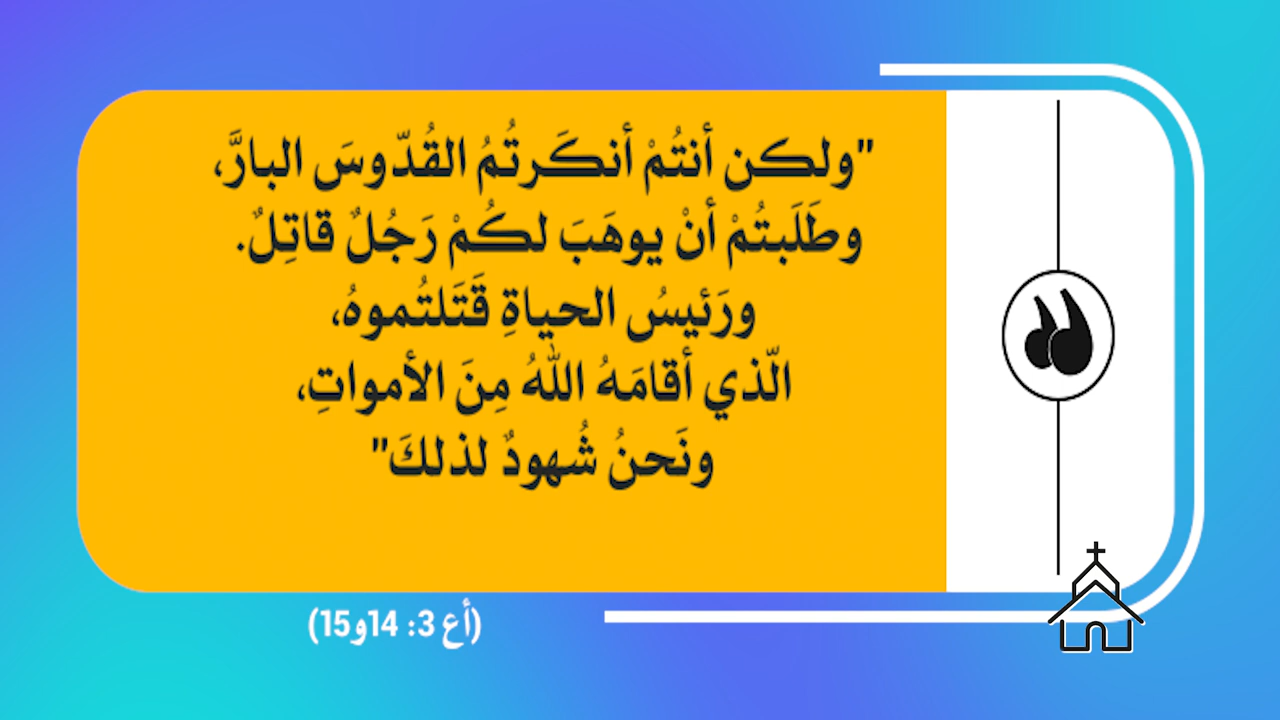 "ولكن أنتُمْ أنكَرتُمُ القُدّوسَ البارَّ،
وطَلَبتُمْ أنْ يوهَبَ لكُمْ رَجُلٌ قاتِلٌ.
ورَئيسُ الحياةِ قَتَلتُموهُ،
الّذي أقامَهُ اللهُ مِنَ الأمواتِ،
ونَحنُ شُهودٌ لذلكَ"
(أع 3: 14و15)